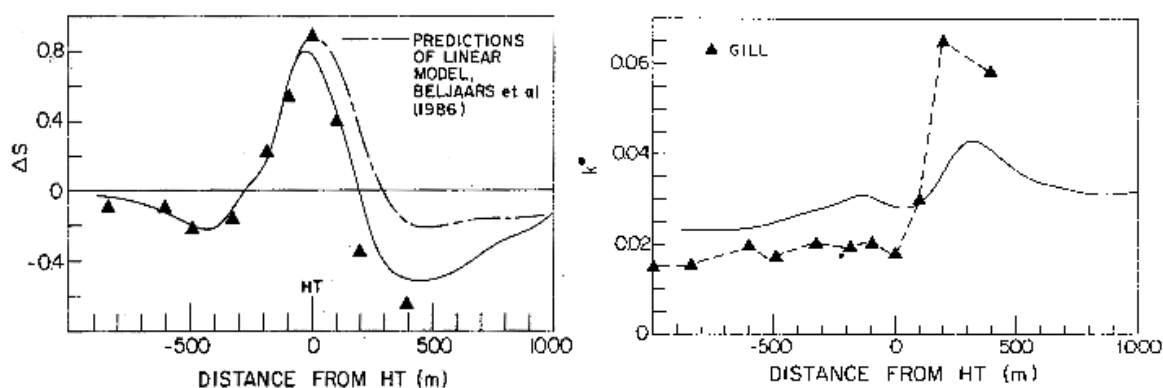 0.8
0.4
0
-0.4
ΔS
PREDICTIONS
OF LINEAR
MODEL,
BELJAARS et al
(1986)
HT
-500 0 500 1000
DISTANCE FROM HT (m)
0.06
0.04
0.02
0
k*
GILL
-500 0 500 1000
DISTANCE FROM HT (m)